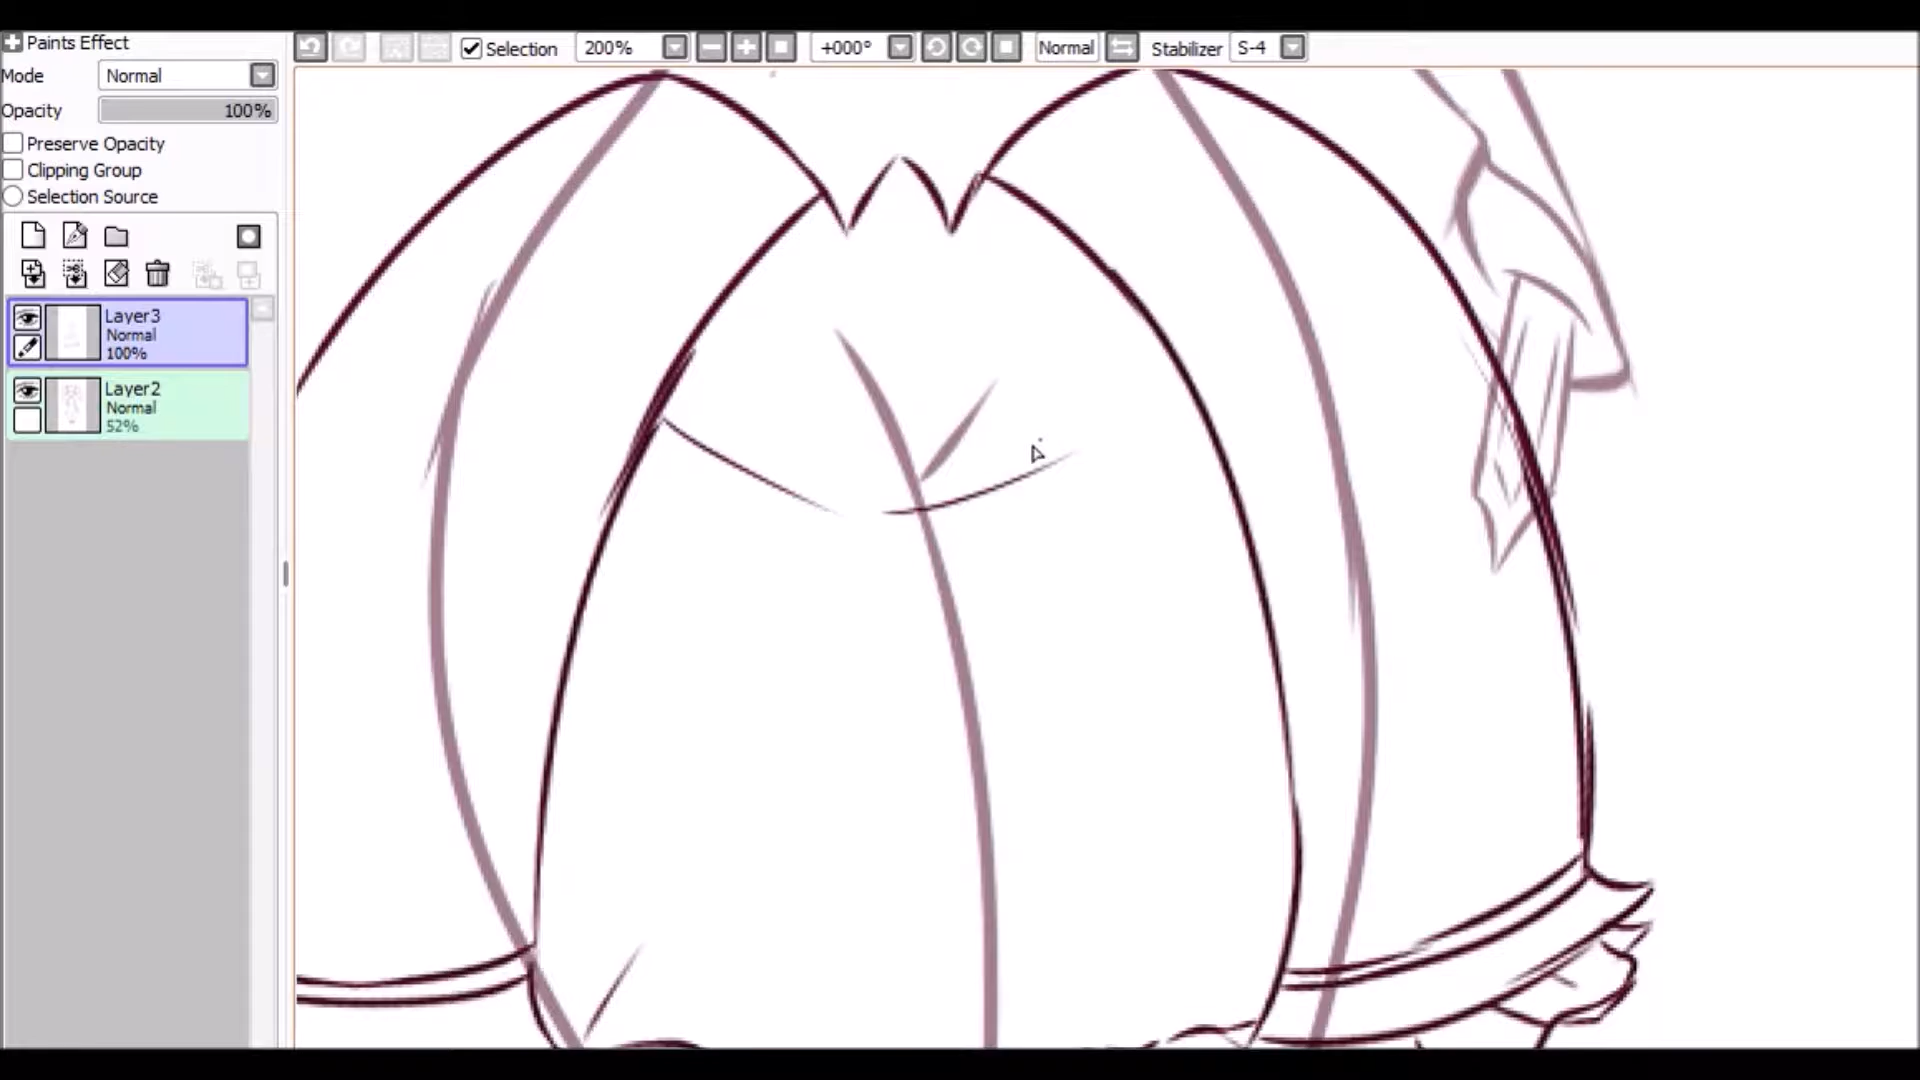 Paints Effect
Mode Normal
Opacity 100%
Preserve Opacity
Clipping Group
Selection Source
Layer3
Normal
100%
Layer2
Normal
52%
Selection 200% +000° Normal Stabilizer S-4